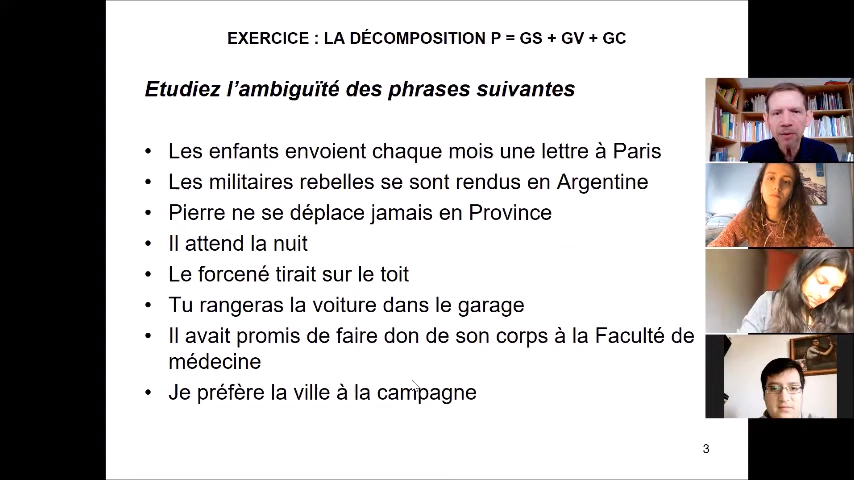 EXERCICE : LA DÉCOMPOSITION P = GS + GV + GC
Etudiez l’ambiguïté des phrases suivantes
• Les enfants envoient chaque mois une lettre à Paris
• Les militaires rebelles se sont rendus en Argentine
• Pierre ne se déplace jamais en Province
• Il attend la nuit
• Le forcené tirait sur le toit
• Tu rangeras la voiture dans le garage
• Il avait promis de faire don de son corps à la Faculté de
médecine
• Je préfère la ville à la campagne
3